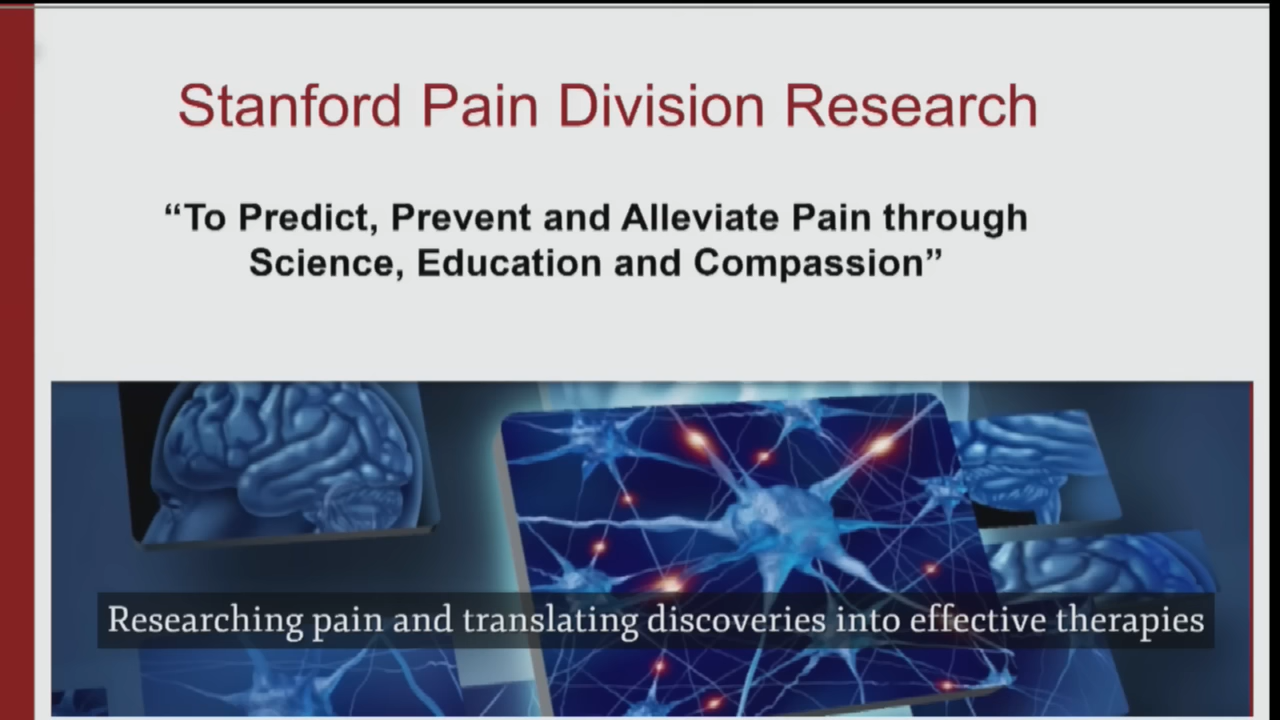 Stanford Pain Division Research
“To Predict, Prevent and Alleviate Pain through
Science, Education and Compassion”
Researching pain and translating discoveries into effective therapies